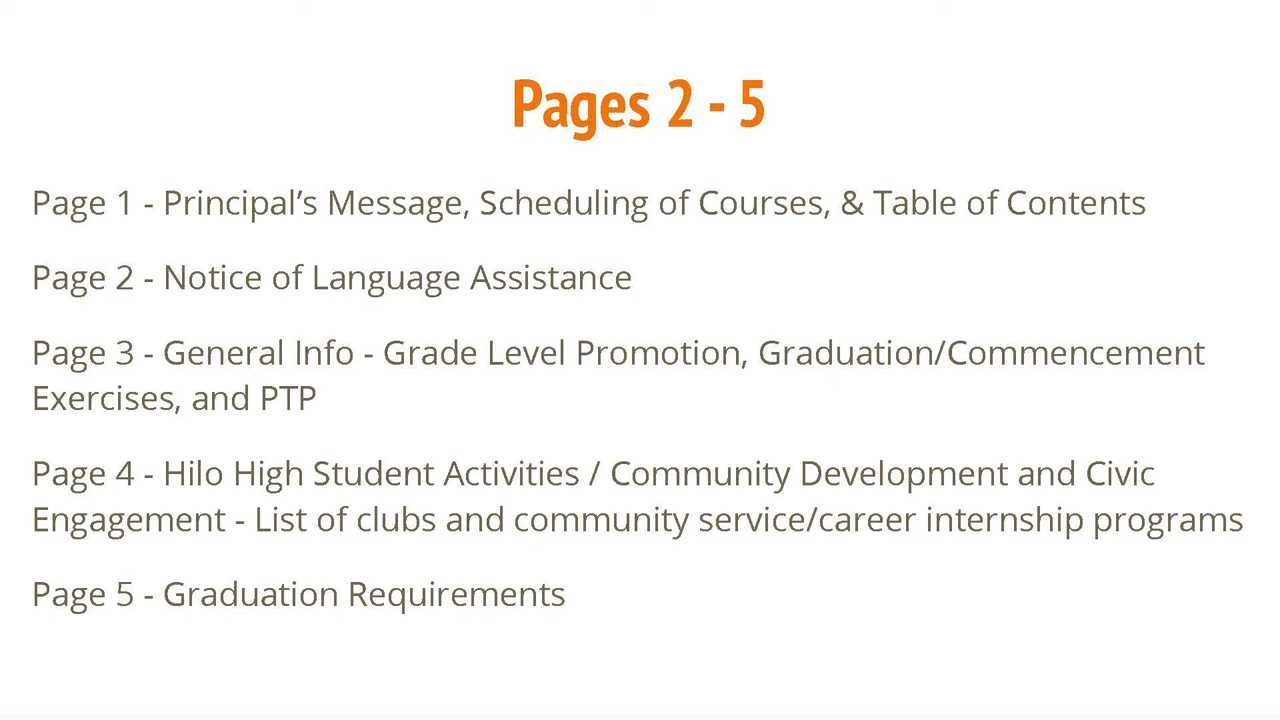 Pages 2 - 5
Page 1 - Principal’s Message, Scheduling of Courses, & Table of Contents
Page 2 - Notice of Language Assistance
Page 3 - General Info - Grade Level Promotion, Graduation/Commencement
Exercises, and PTP
Page 4 - Hilo High Student Activities / Community Development and Civic
Engagement - List of clubs and community service/career internship programs
Page 5 - Graduation Requirements